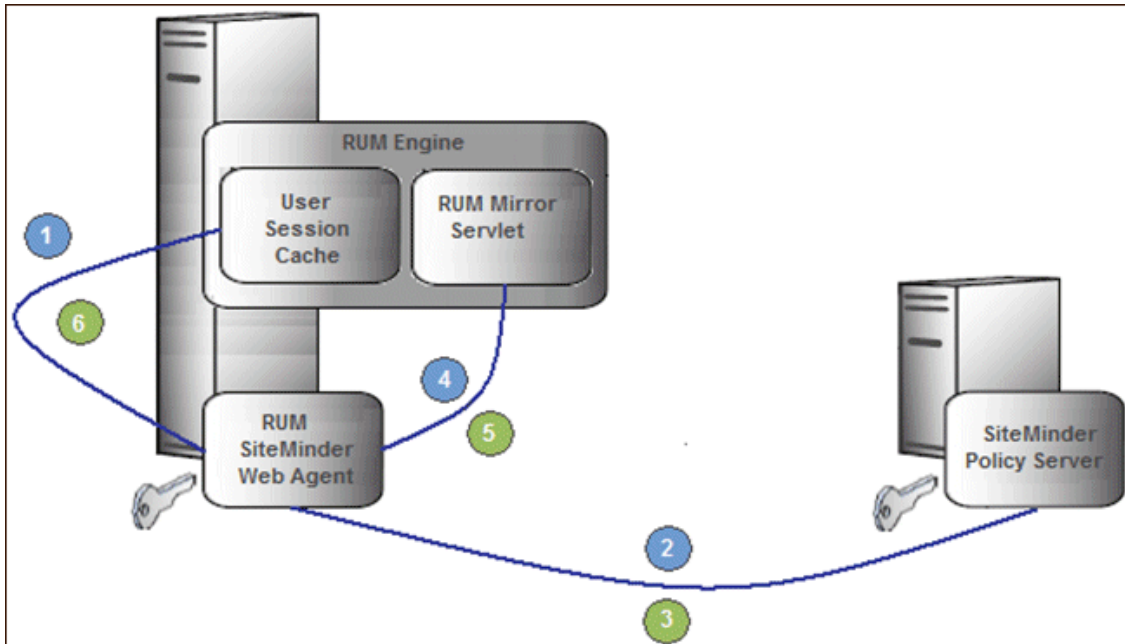 RUM Engine
User
Session
Cache
RUM Mirror
Servlet
1
6
4
5
RUM
SiteMinder
Web Agent
SiteMinder
Policy Server
2
3